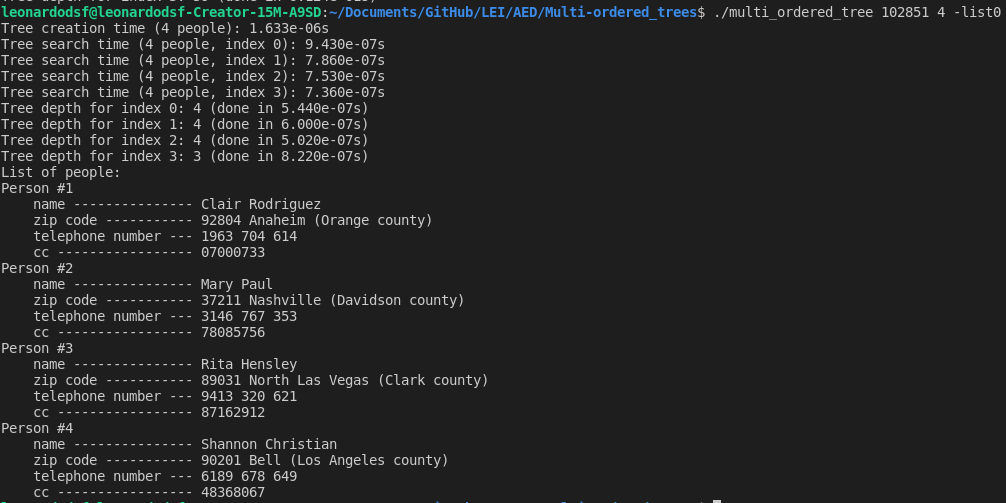 leonardodsf@leonardodsf-Creator-15M-A9SD:~/Documents/GitHub/LEI/AED/Multi-ordered_trees$ ./multi_ordered_tree 102851 4 -list0
Tree creation time (4 people): 1.633e-06s
Tree search time (4 people, index 0): 9.430e-07s
Tree search time (4 people, index 1): 7.860e-07s
Tree search time (4 people, index 2): 7.530e-07s
Tree search time (4 people, index 3): 7.360e-07s
Tree depth for index 0: 4 (done in 5.440e-07s)
Tree depth for index 1: 4 (done in 6.000e-07s)
Tree depth for index 2: 4 (done in 5.020e-07s)
Tree depth for index 3: 3 (done in 8.220e-07s)
List of people:
Person #1
    name --------------- Clair Rodriguez
    zip code ----------- 92804 Anaheim (Orange county)
    telephone number --- 1963 704 614
    cc ----------------- 07000733
Person #2
    name --------------- Mary Paul
    zip code ----------- 37211 Nashville (Davidson county)
    telephone number --- 3146 767 353
    cc ----------------- 78085756
Person #3
    name --------------- Rita Hensley
    zip code ----------- 89031 North Las Vegas (Clark county)
    telephone number --- 9413 320 621
    cc ----------------- 87162912
Person #4
    name --------------- Shannon Christian
    zip code ----------- 90201 Bell (Los Angeles county)
    telephone number --- 6189 678 649
    cc ----------------- 48368067